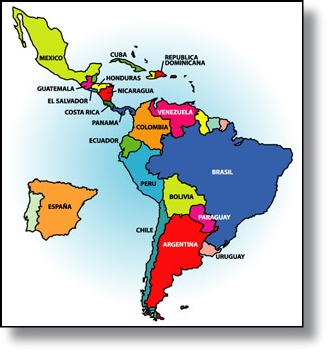 MEXICO
CUBA
REPUBLICA
DOMINICANA
HONDURAS
GUATEMALA
NICARAGUA
EL SALVADOR
COSTA RICA
PANAMA
VENEZUELA
COLOMBIA
ECUADOR
BRASIL
PERU
BOLIVIA
ESPAÑA
PARAGUAY
CHILE
ARGENTINA
URUGUAY